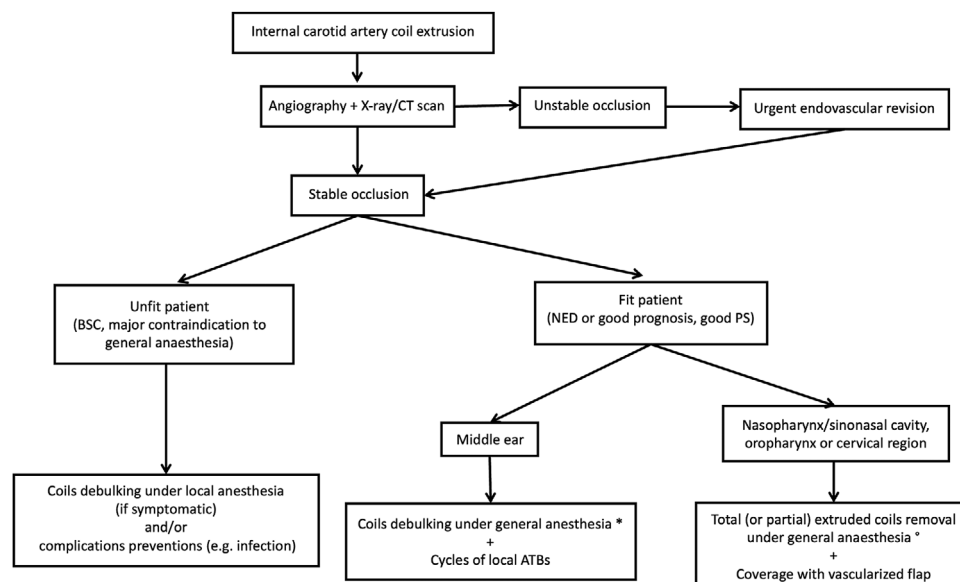 Internal carotid artery coil extrusion
Angiography + X-ray/CT scan
Unstable occlusion
Urgent endovascular revision
Stable occlusion
Unfit patient
(BSC, major contraindication to
general anaesthesia)
Fit patient
(NED or good prognosis, good PS)
Middle ear
Nasopharynx/sinonasal cavity,
oropharynx or cervical region
Coils debulking under local anesthesia
(if symptomatic)
and/or
complications preventions (e.g. infection)
Coils debulking under general anesthesia *
+
Cycles of local ATBs
Total (or partial) extruded coils removal
under general anaesthesia °
+
Coverage with vascularized flap